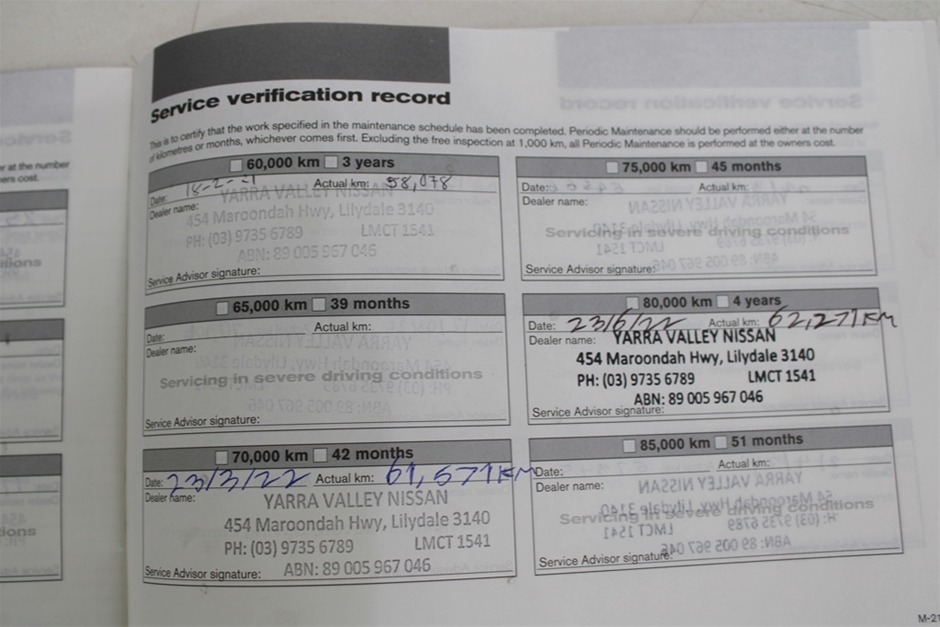 Service verification record
This is to certify that the work specified in the maintenance schedule has been completed. Periodic Maintenance should be performed either at the number
of kilometres or months, whichever comes first. Excluding the free inspection at 1,000 km, all Periodic Maintenance is performed at the owners cost.
60,000 km 3 years
Date: Actual km: 58,078
Dealer name: YARRA VALLEY NISSAN
454 Maroondah Hwy, Lilydale 3140
PH: (03) 9735 6789 LMCT 1541
ABN: 89 005 967 046
Service Advisor signature:
65,000 km 39 months
Date: Actual km:
Dealer name:
Servicing in severe driving conditions
70,000 km 42 months
Date: 23/3/22 Actual km: 61,571 KM
Dealer name: YARRA VALLEY NISSAN
454 Maroondah Hwy, Lilydale 3140
PH: (03) 9735 6789 LMCT 1541
Service Advisor signature: ABN: 89 005 967 046
75,000 km 45 months
Date: Actual km:
Dealer name:
Servicing in severe driving conditions
Service Advisor signature:
80,000 km 4 years
Date: 23/6/22 Actual km: 62,271 KM
Dealer name: YARRA VALLEY NISSAN
454 Maroondah Hwy, Lilydale 3140
PH: (03) 9735 6789 LMCT 1541
ABN: 89 005 967 046
Service Advisor signature:
85,000 km 51 months
Date: Actual km:
Dealer name:
Servicing in severe driving conditions
Service Advisor signature:
M-21